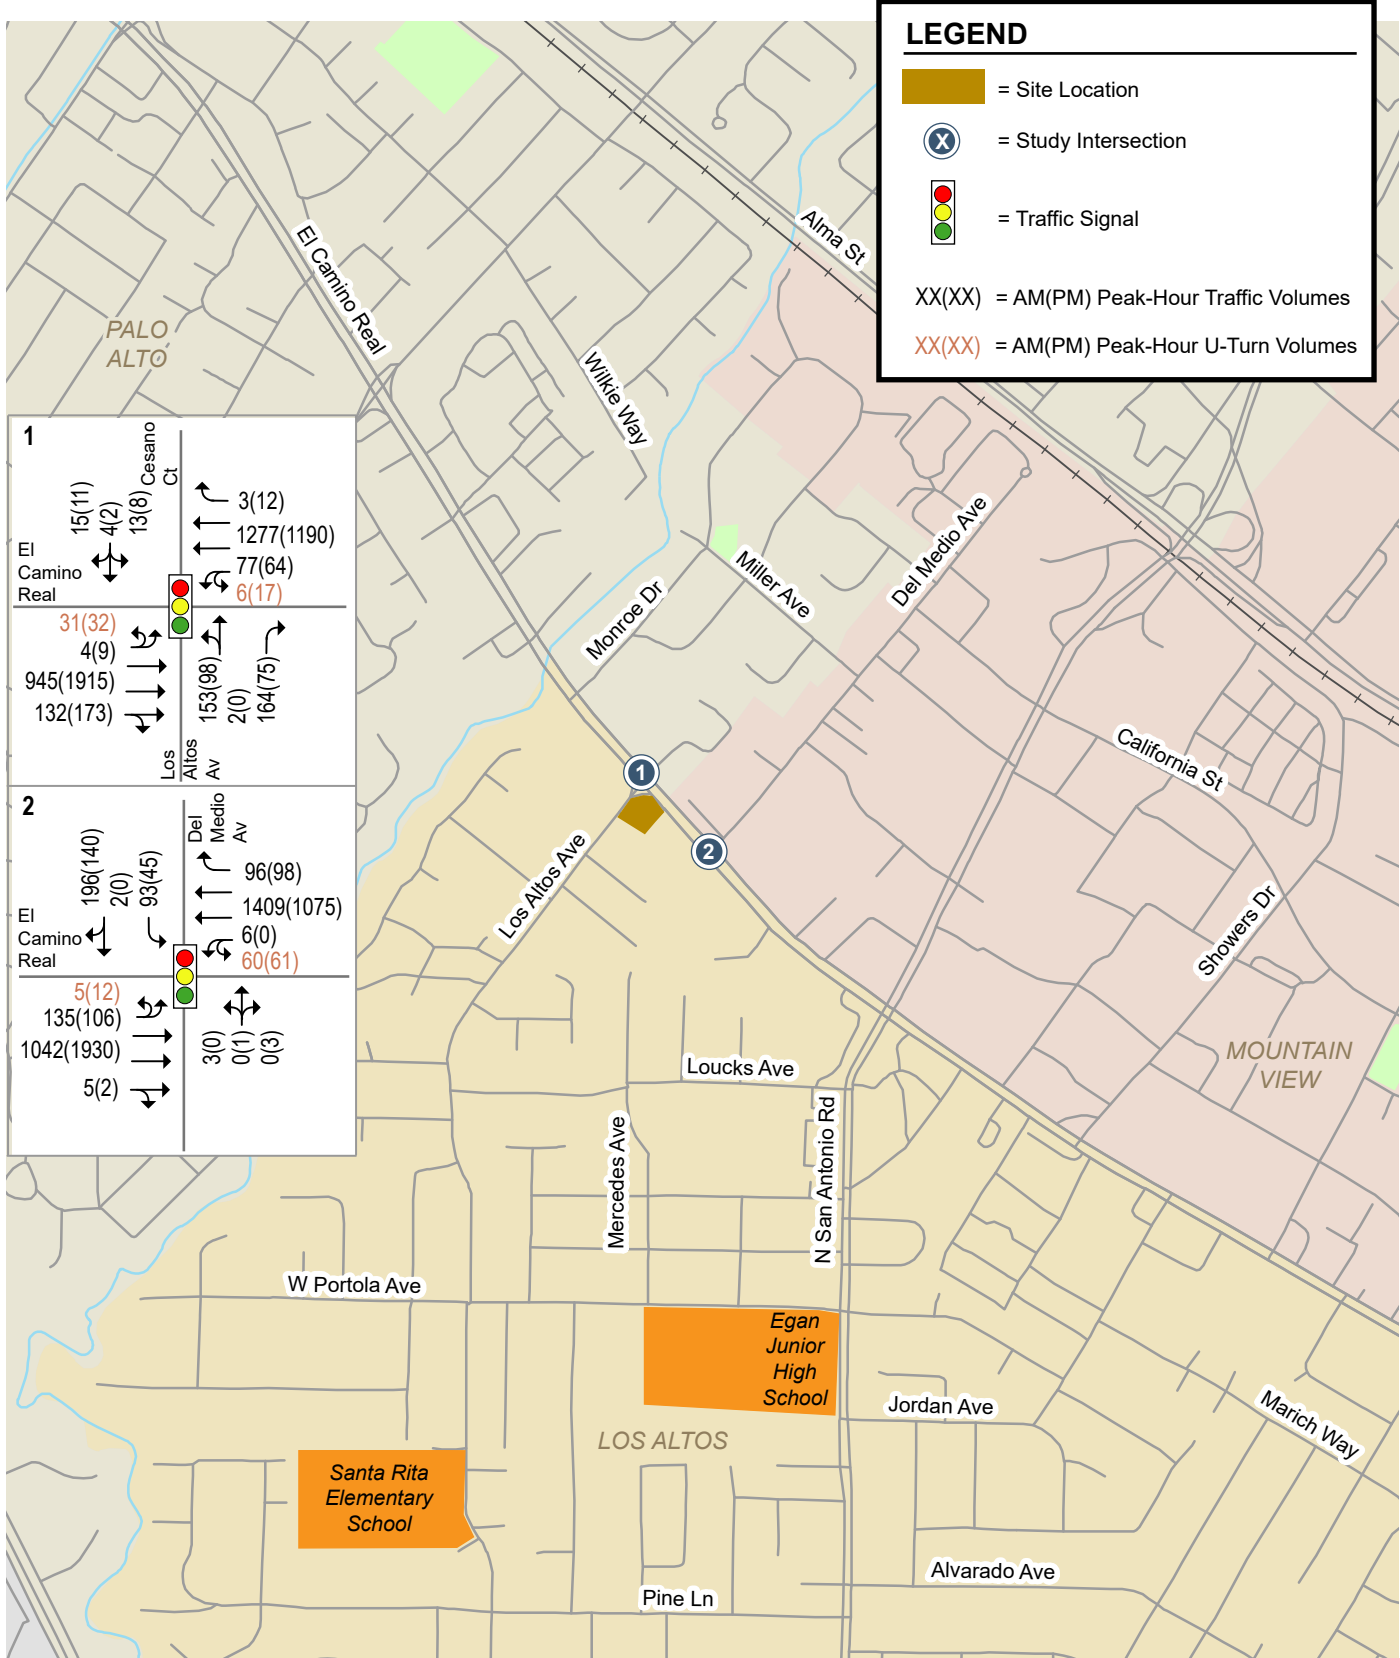 LEGEND
= Site Location
X
= Study Intersection
= Traffic Signal
XX(XX) = AM(PM) Peak-Hour Traffic Volumes
XX(XX) = AM(PM) Peak-Hour U-Turn Volumes
Alma St
El Camino Real
PALO
ALTO
Wilkie Way
Monroe Dr
Miller Ave
Del Medio Ave
California St
Showers Dr
MOUNTAIN
VIEW
1
2
Los Altos Ave
Loucks Ave
Mercedes Ave
N San Antonio Rd
W Portola Ave
Egan
Junior
High
School
Jordan Ave
Marich Way
LOS ALTOS
Santa Rita
Elementary
School
Alvarado Ave
Pine Ln
1
Cesano
Ct
15(11)
4(2)
13(8)
3(12)
1277(1190)
77(64)
6(17)
El
Camino
Real
31(32)
4(9)
945(1915)
132(173)
153(98)
2(0)
164(75)
Los
Altos
Av
2
Del
Medio
Av
196(140)
2(0)
93(45)
96(98)
1409(1075)
6(0)
60(61)
El
Camino
Real
5(12)
135(106)
1042(1930)
5(2)
3(0)
0(1)
0(3)